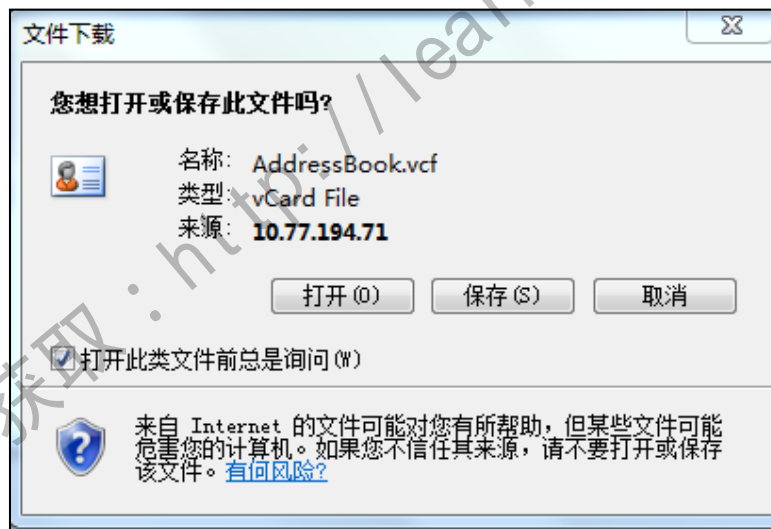 文件下载
您想打开或保存此文件吗?
名称: AddressBook.vcf
类型: vCard File
来源: 10.77.194.71
打开(O) 保存(S) 取消
打开此类文件前总是询问(W)
来自 Internet 的文件可能对您有所帮助,但某些文件可能
危害您的计算机。如果您不信任其来源,请不要打开或保存
该文件。有何风险?
获取:http://lear